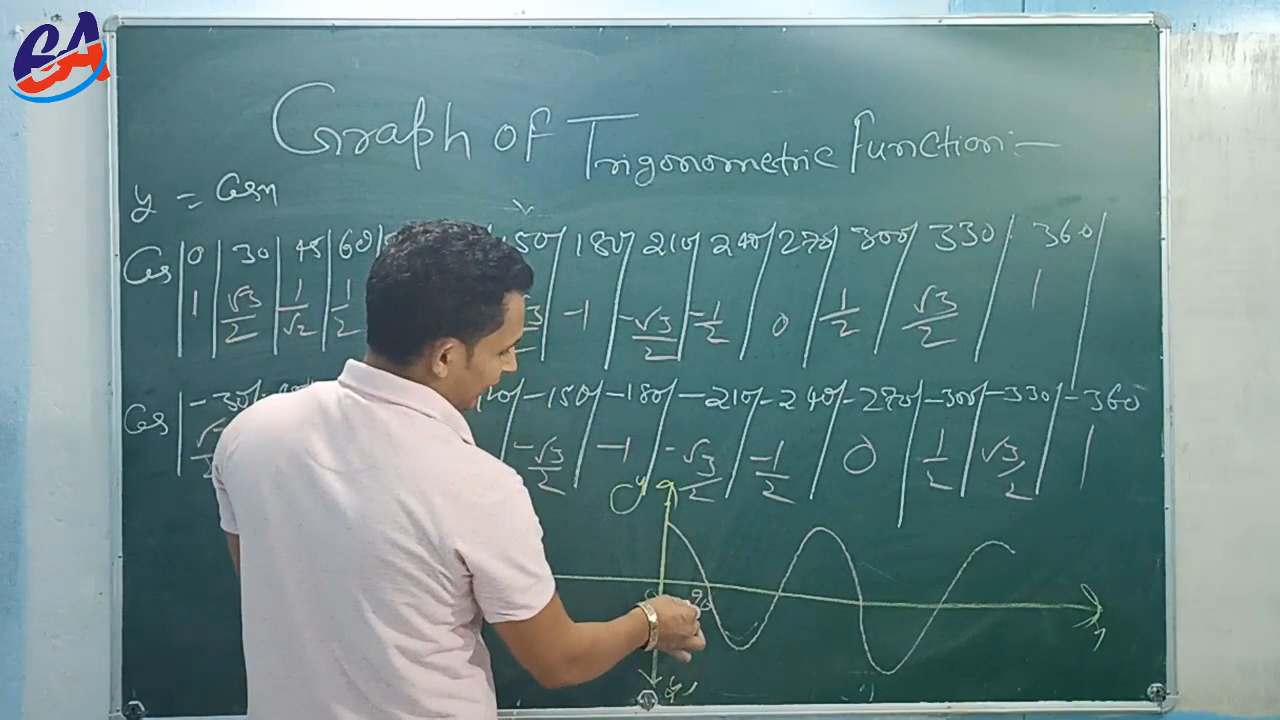 GA
Graph of Trigonometric Function:-
y = Cosx
Cos | 0 | 30 | 45 | 60 | 150 | 180 | 210 | 240 | 270 | 300 | 330 | 360
1 | √3/2 | 1/√2 | 1/2 | -1 | -√3/2 | -1/2 | 0 | 1/2 | √3/2 | 1
Cos | -30 | -150 | -180 | -210 | -240 | -270 | -300 | -330 | -360
-√3/2 | -1 | -√3/2 | -1/2 | 0 | 1/2 | √3/2 | 1
y
90